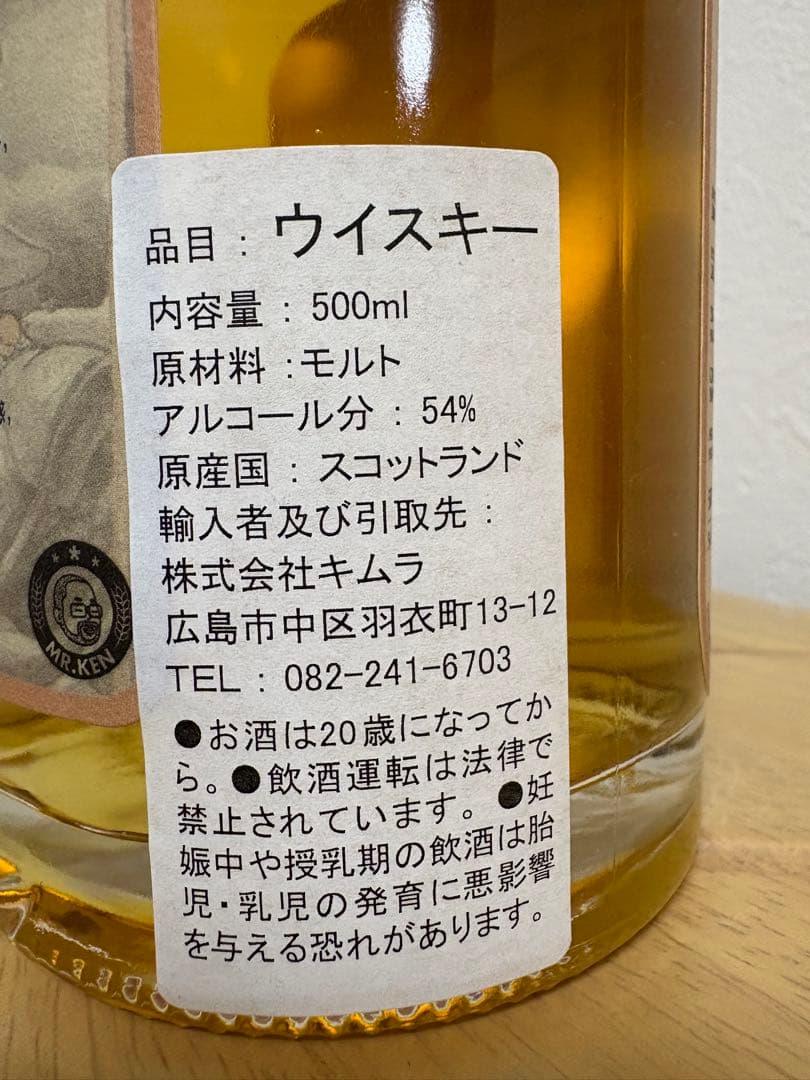 品目 : ウイスキー
内容量 : 500ml
原材料 :モルト
アルコール分 : 54%
原産国 : スコットランド
輸入者及び引取先 :
株式会社キムラ
広島市中区羽衣町13-12
TEL : 082-241-6703
●お酒は20歳になってか
ら。●飲酒運転は法律で
禁止されています。●妊
娠中や授乳期の飲酒は胎
児・乳児の発育に悪影響
を与える恐れがあります。
MR.KEN